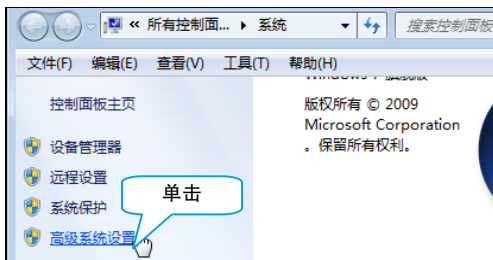 « 所有控制面... ▸ 系统
搜索控制面板
文件(F) 编辑(E) 查看(V) 工具(T) 帮助(H)
控制面板主页
版权所有 © 2009
Microsoft Corporation
。保留所有权利。
设备管理器
远程设置
系统保护
高级系统设置
单击